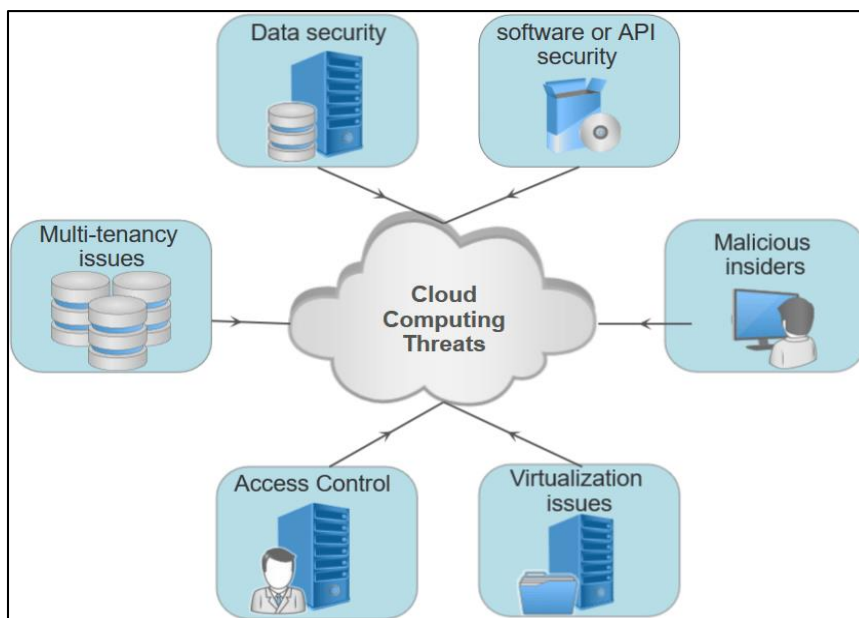 Data security
software or API
security
Multi-tenancy
issues
Cloud
Computing
Threats
Malicious
insiders
Access Control
Virtualization
issues